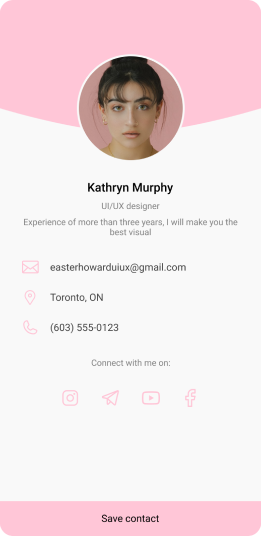 Kathryn Murphy
UI/UX designer
Experience of more than three years, I will make you the
best visual
easterhowarduiux@gmail.com
Toronto, ON
(603) 555-0123
Connect with me on:
Save contact